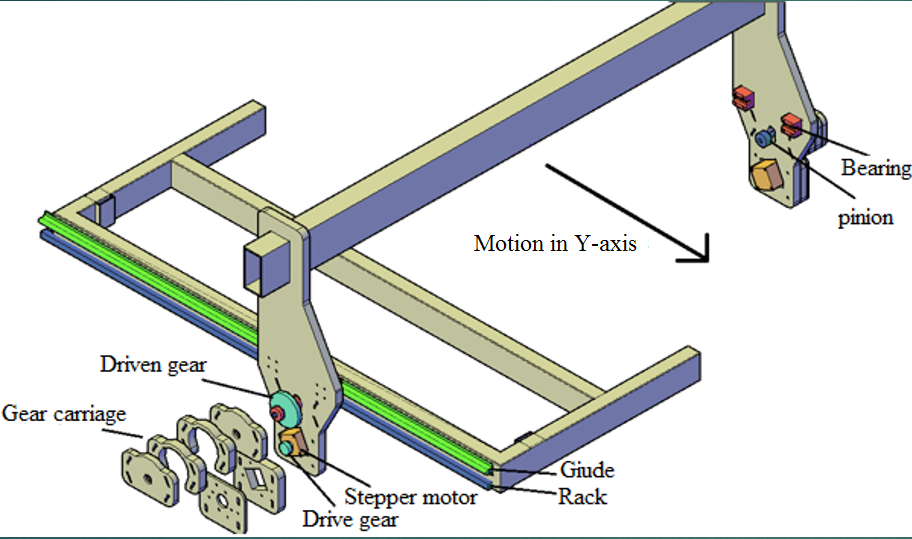 Bearing
pinion
Motion in Y-axis
Driven gear
Gear carriage
Giude
Stepper motor
Rack
Drive gear